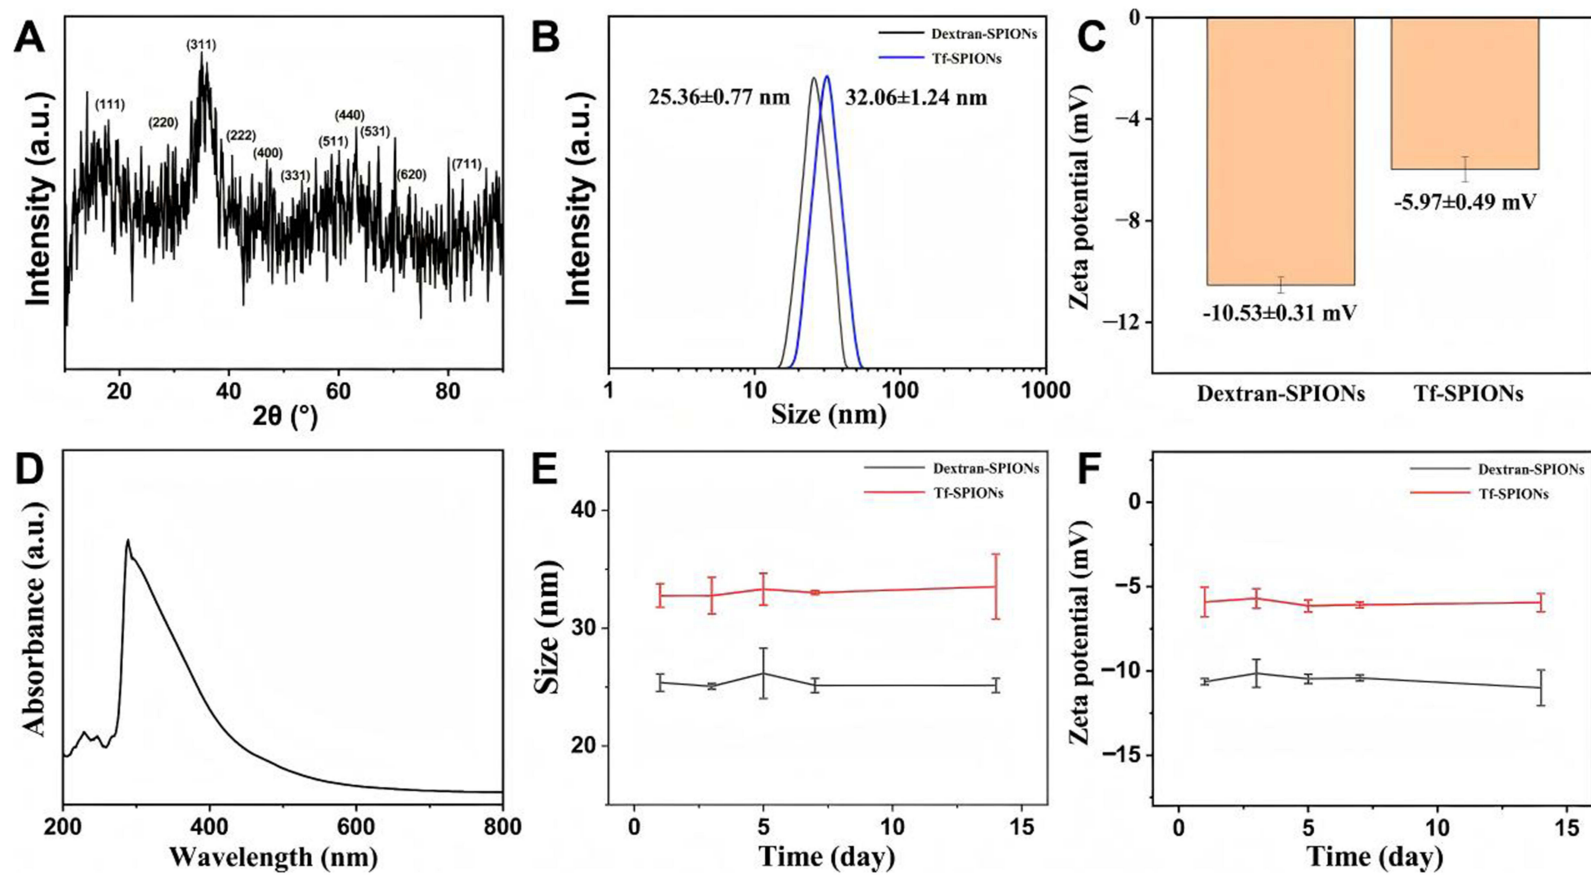 A
Intensity (a.u.)
(111)
(220)
(311)
(222)
(400)
(331)
(511)
(440)
(531)
(620)
(711)
20 40 60 80
2θ (°)
B
Intensity (a.u.)
Dextran-SPIONs
Tf-SPIONs
25.36±0.77 nm
32.06±1.24 nm
1 10 100 1000
Size (nm)
C
Zeta potential (mV)
0
−4
−8
−12
-10.53±0.31 mV
-5.97±0.49 mV
Dextran-SPIONs Tf-SPIONs
D
Absorbance (a.u.)
200 400 600 800
Wavelength (nm)
E
Size (nm)
40
30
20
Dextran-SPIONs
Tf-SPIONs
0 5 10 15
Time (day)
F
Zeta potential (mV)
0
−5
−10
−15
Dextran-SPIONs
Tf-SPIONs
0 5 10 15
Time (day)